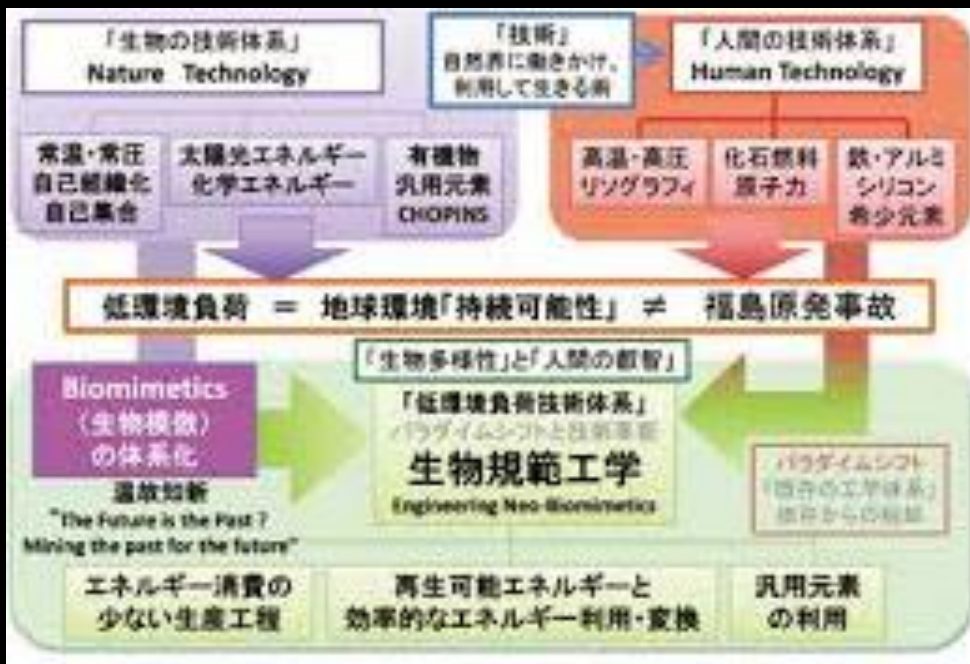 「生物の技術体系」
Nature Technology
「技術」
自然界に働きかけ、
利用して生きる術
「人間の技術体系」
Human Technology
常温・常圧
自己組織化
自己集合
太陽光エネルギー
化学エネルギー
有機物
汎用元素
CHOPINS
高温・高圧
リソグラフィ
化石燃料
原子力
鉄・アルミ
シリコン
希少元素
低環境負荷 = 地球環境「持続可能性」 ≠ 福島原発事故
「生物多様性」と「人間の叡智」
Biomimetics
(生物模倣)
の体系化
温故知新
"The Future is the Past ?
Mining the past for the future"
「低環境負荷技術体系」
パラダイムシフトと技術革新
生物規範工学
Engineering Neo-Biomimetics
パラダイムシフト
「既存の工学体系」
エネルギー消費の
少ない生産工程
再生可能エネルギーと
効率的なエネルギー利用・変換
汎用元素
の利用